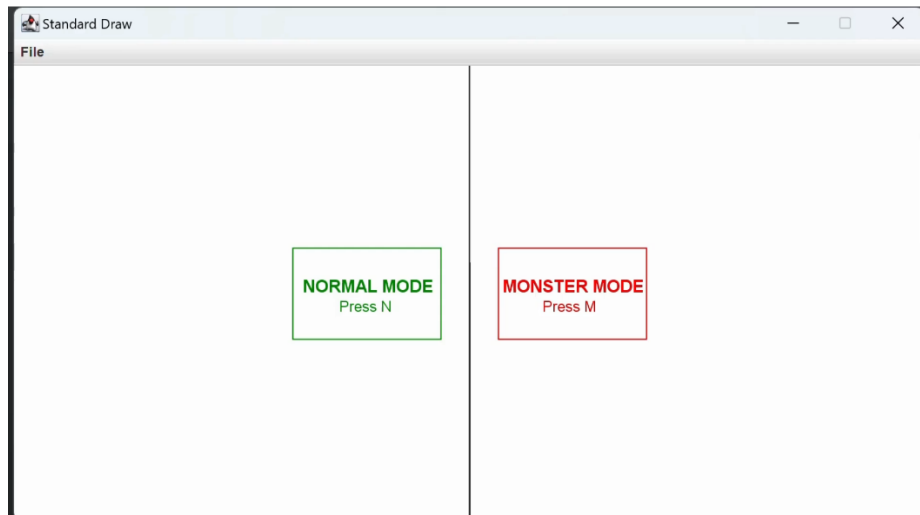 Standard Draw
File
NORMAL MODE
Press N
MONSTER MODE
Press M